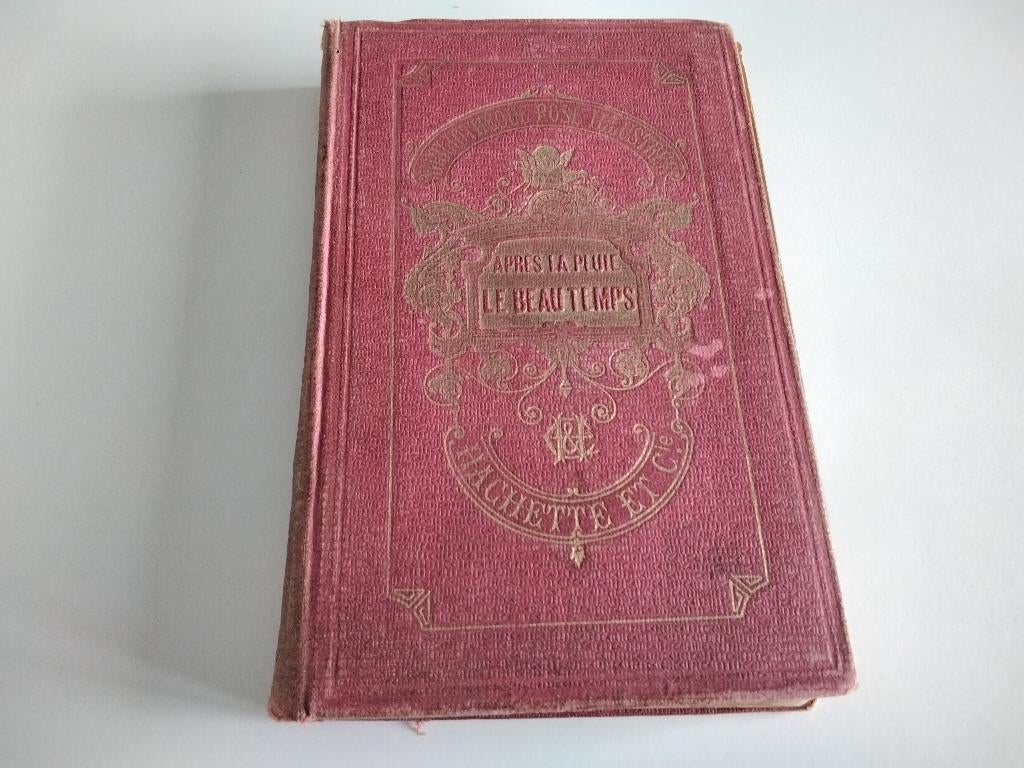 BIBLIOTHÈQUE ROSE ILLUSTRÉE
APRÈS LA PLUIE
LE BEAU TEMPS
H&C
HACHETTE ET Cie